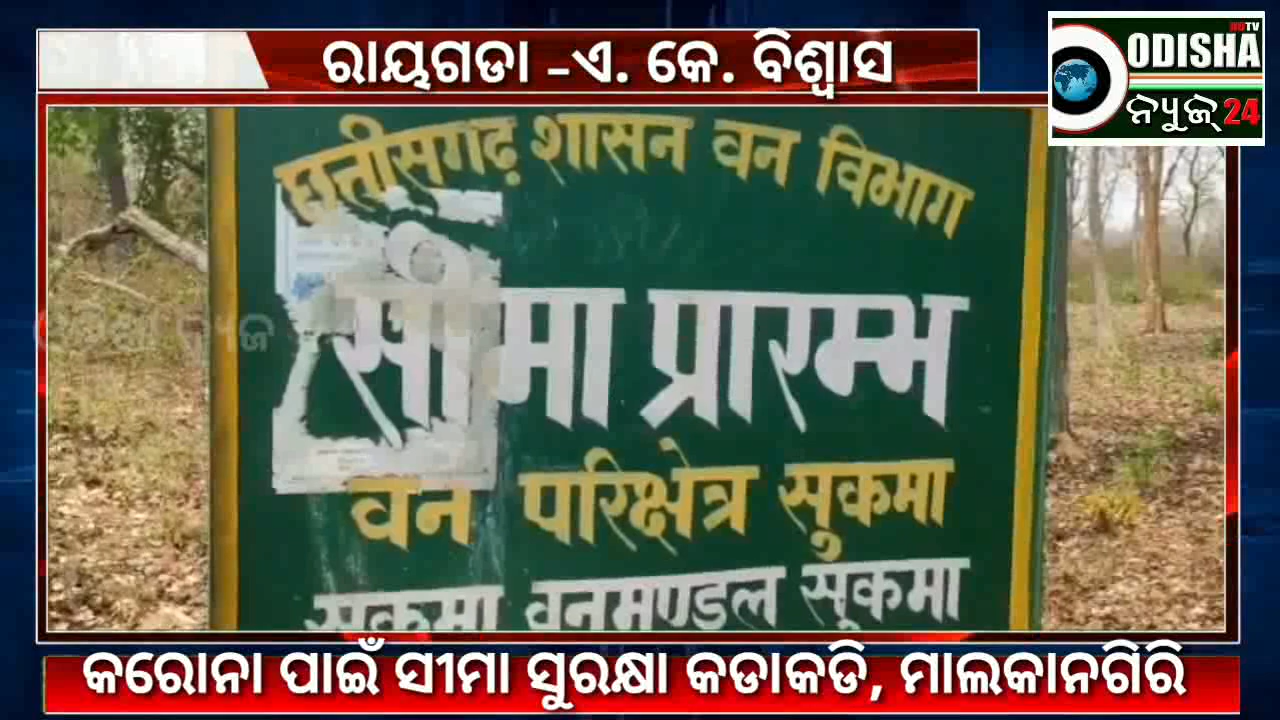 ରାୟଗଡା –ଏ. କେ. ବିଶ୍ୱାସ
HDTV
ODISHA
ନ୍ୟୁଜ୍ 24
छत्तीसगढ़ शासन वन विभाग
सीमा प्रारम्भ
वन परिक्षेत्र सुकमा
सुकमा वनमण्डल सुकमा
କରୋନା ପାଇଁ ସୀମା ସୁରକ୍ଷା କଡାକଡି, ମାଲକାନଗିରି